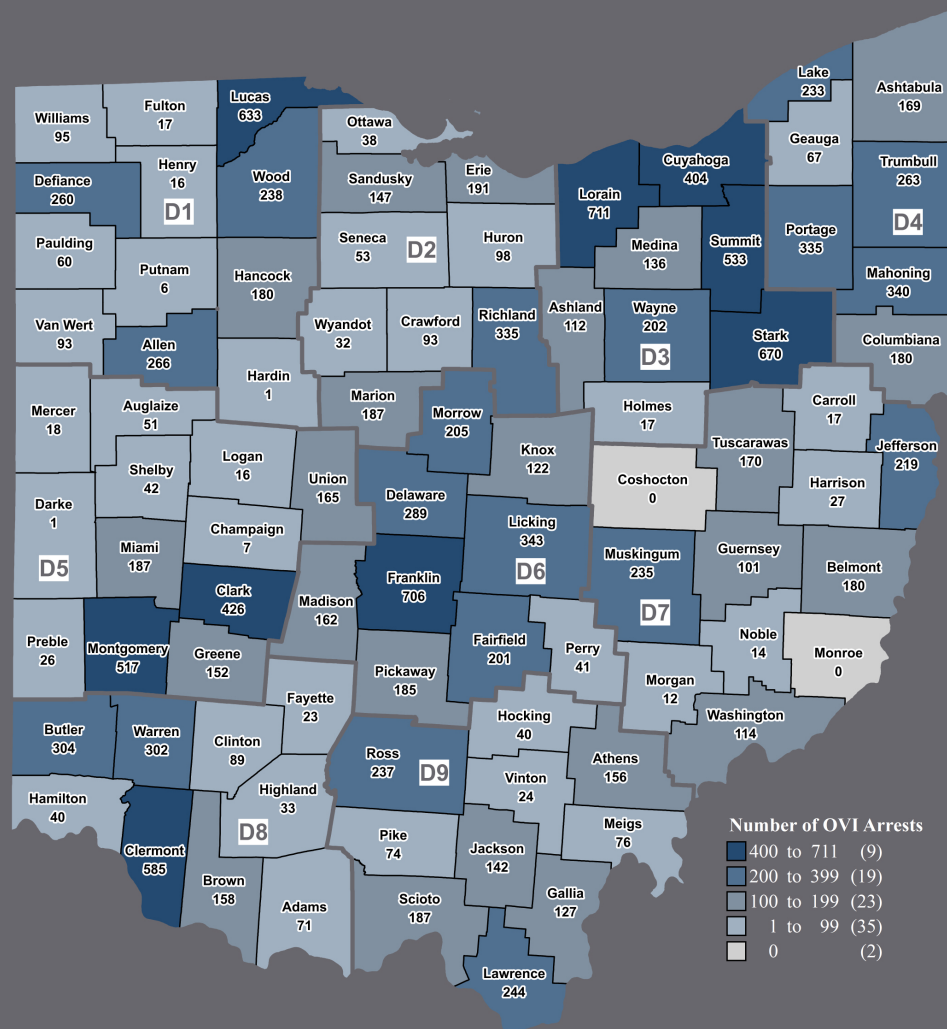 Lake
233
Ashtabula
169
Lucas
633
Williams
95
Fulton
17
Ottawa
38
Geauga
67
Cuyahoga
404
Trumbull
263
Henry
16
Erie
191
Defiance
260
Wood
238
Sandusky
147
Lorain
711
D1
D4
Portage
335
Paulding
60
Seneca
53
D2
Huron
98
Medina
136
Summit
533
Putnam
6
Hancock
180
Mahoning
340
Van Wert
93
Wyandot
32
Crawford
93
Richland
335
Ashland
112
Wayne
202
Stark
670
Allen
266
D3
Columbiana
180
Hardin
1
Marion
187
Mercer
18
Auglaize
51
Morrow
205
Holmes
17
Carroll
17
Tuscarawas
170
Jefferson
219
Logan
16
Knox
122
Shelby
42
Union
165
Coshocton
0
Harrison
27
Darke
1
Delaware
289
Champaign
7
Licking
343
Miami
187
Guernsey
101
Muskingum
235
D5
D6
Belmont
180
Clark
426
Franklin
706
Madison
162
D7
Preble
26
Montgomery
517
Greene
152
Fairfield
201
Perry
41
Noble
14
Monroe
0
Pickaway
185
Morgan
12
Fayette
23
Hocking
40
Washington
114
Butler
304
Warren
302
Clinton
89
Ross
237
D9
Athens
156
Vinton
24
Hamilton
40
Highland
33
D8
Meigs
76
Pike
74
Jackson
142
Clermont
585
Brown
158
Gallia
127
Scioto
187
Adams
71
Lawrence
244
Number of OVI Arrests
400 to 711 (9)
200 to 399 (19)
100 to 199 (23)
1 to 99 (35)
0 (2)